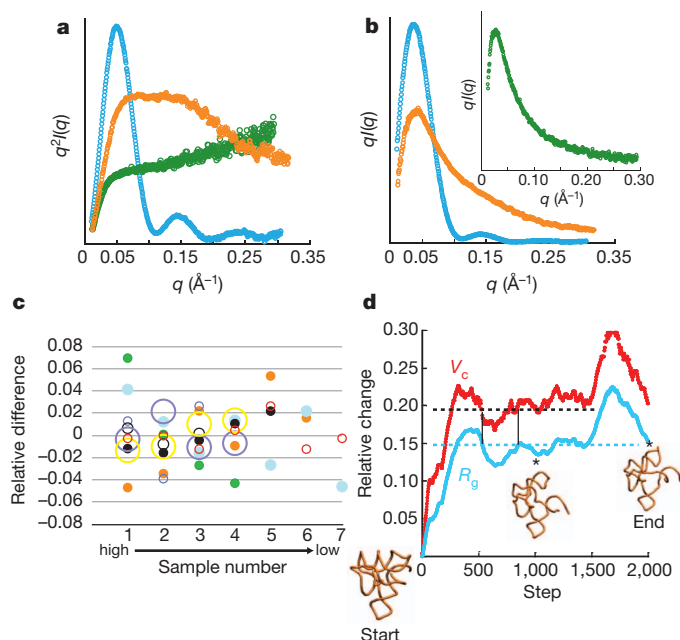 a
q²I(q)
0.05 0.15 0.25 0.35
q (Å⁻¹)
b
qI(q)
0.05 0.15 0.25 0.35
q (Å⁻¹)
qI(q)
0 0.10 0.20 0.30
q (Å⁻¹)
c
Relative difference
0.08
0.06
0.04
0.02
0
−0.02
−0.04
−0.06
−0.08
1 2 3 4 5 6 7
high low
Sample number
d
Relative change
0.30
0.25
0.20
0.15
0.10
0.05
Vc
Rg
*
*
End
0 500 1,000 1,500 2,000
Step
Start